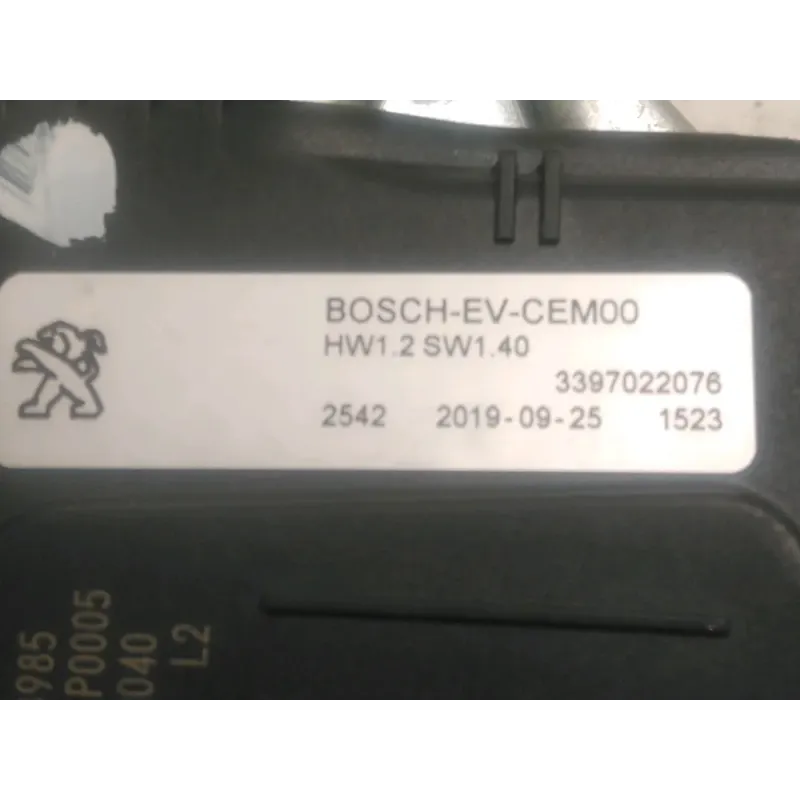 BOSCH-EV-CEM00
HW1.2 SW1.40
3397022076
2542 2019-09-25 1523
985
P0005
040
L2